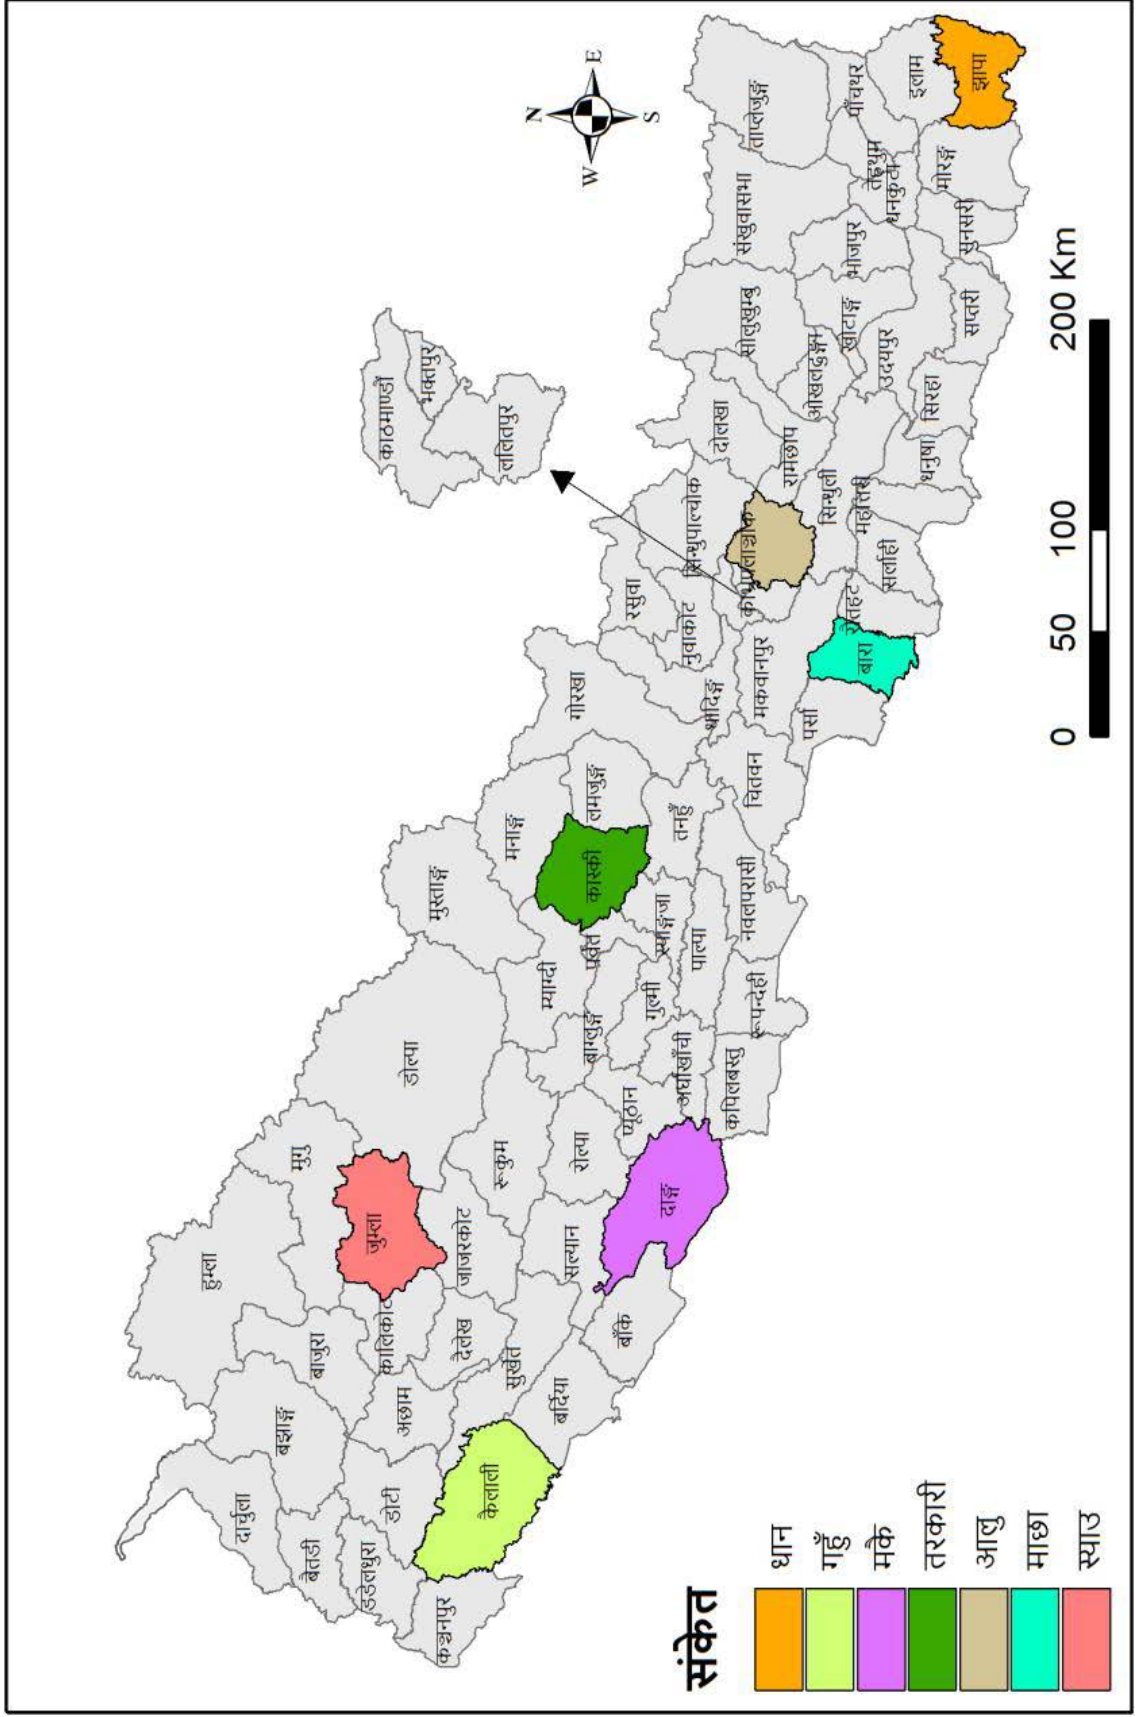 N
W
E
S
दार्चुला
हुम्ला
बझाङ्ग
बैतडी
बाजुरा
मुगु
डडेलधुरा
डोटी
अछाम
कालिकोट
जुम्ला
डोल्पा
मुस्ताङ्ग
कञ्चनपुर
कैलाली
दैलेख
जाजरकोट
रूकुम
सुर्खेत
सल्यान
रोल्पा
म्याग्दी
मनाङ्ग
काठमाण्डौ
भक्तपुर
ललितपुर
बर्दिया
बाँके
दाङ्ग
प्यूठान
बागलुङ्ग
पर्वत
कास्की
लमजुङ्ग
गोरखा
रसुवा
गुल्मी
स्याङ्गजा
तनहुँ
अर्घाखाँची
पाल्पा
धादिङ्ग
नुवाकोट
सिन्धुपाल्चोक
दोलखा
सोलुखुम्बु
संखुवासभा
ताप्लेजुङ्ग
कपिलबस्तु
रूपन्देही
नवलपरासी
चितवन
मकवानपुर
काभ्रेपलाञ्चोक
रामेछाप
ओखलढुङ्गा
खोटाङ्ग
भोजपुर
तेह्रथुम
पाँचथर
धनकुटा
इलाम
पर्सा
बारा
रौतहट
सर्लाही
महोत्तरी
सिन्धुली
धनुषा
सिरहा
उदयपुर
सप्तरी
सुनसरी
मोरङ्ग
झापा
संकेत
धान
गहुँ
मकै
तरकारी
आलु
माछा
स्याउ
0 50 100 200 Km